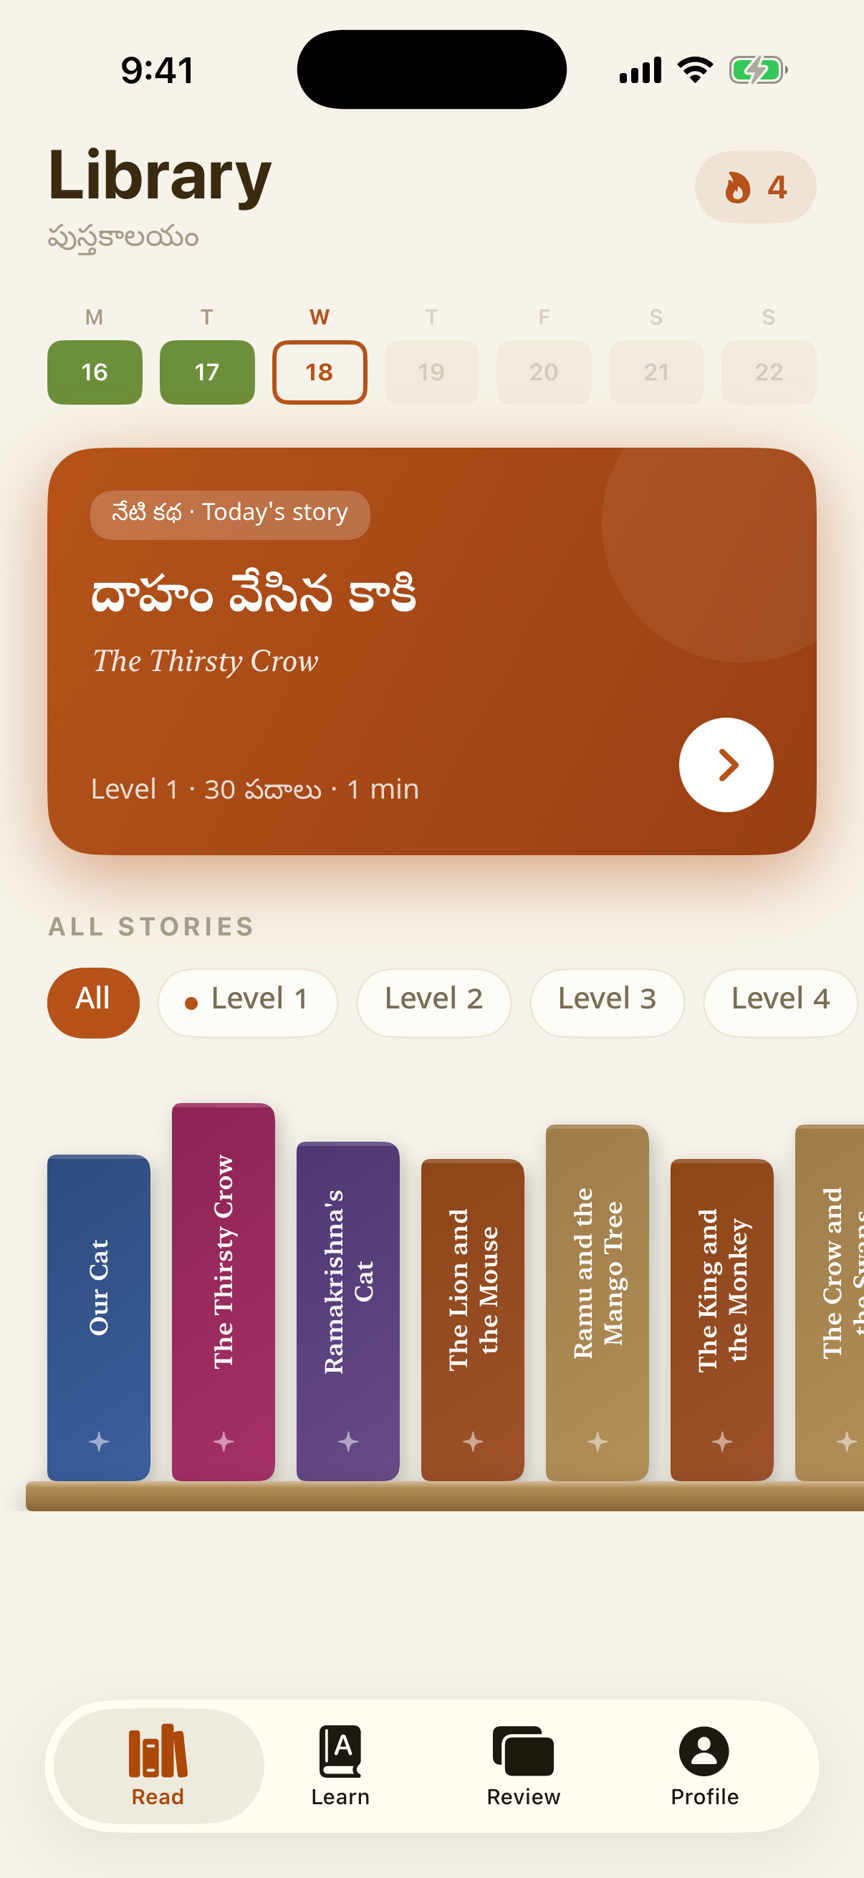 9:41
Library
4
పుస్తకాలయం
M T W T F S S
16 17 18 19 20 21 22
నేటి కథ · Today's story
దాహం వేసిన కాకి
The Thirsty Crow
Level 1 · 30 పదాలు · 1 min
ALL STORIES
All Level 1 Level 2 Level 3 Level 4
Our Cat
The Thirsty Crow
Ramakrishna's
Cat
The Lion and
the Mouse
Ramu and the
Mango Tree
The King and
the Monkey
The Crow and
the Swans
A
Read Learn Review Profile